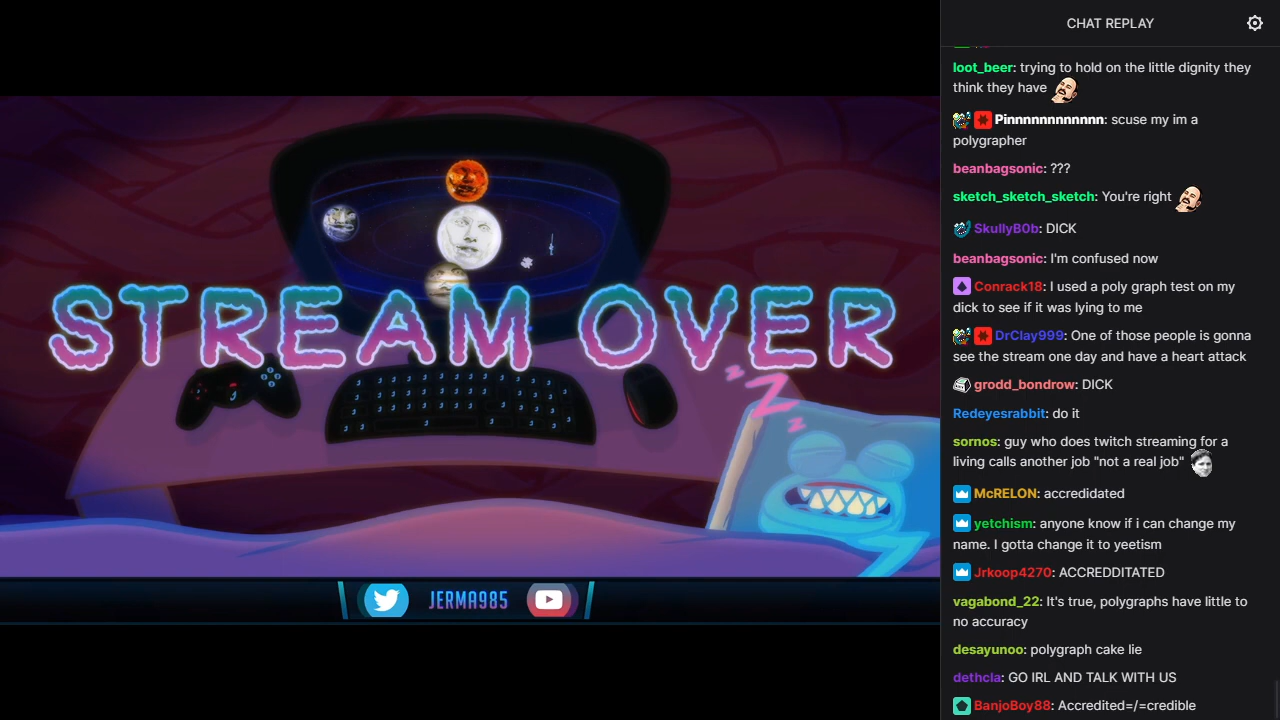 STREAM OVER
z
Z
z
JERMA985
CHAT REPLAY
loot_beer: trying to hold on the little dignity they
think they have
Pinnnnnnnnnnn: scuse my im a
polygrapher
beanbagsonic: ???
sketch_sketch_sketch: You're right
SkullyB0b: DICK
beanbagsonic: I'm confused now
Conrack18: I used a poly graph test on my
dick to see if it was lying to me
DrClay999: One of those people is gonna
see the stream one day and have a heart attack
grodd_bondrow: DICK
Redeyesrabbit: do it
sornos: guy who does twitch streaming for a
living calls another job "not a real job"
McRELON: accredidated
yetchism: anyone know if i can change my
name. I gotta change it to yeetism
Jrkoop4270: ACCREDDITATED
vagabond_22: It's true, polygraphs have little to
no accuracy
desayunoo: polygraph cake lie
dethcla: GO IRL AND TALK WITH US
BanjoBoy88: Accredited=/=credible